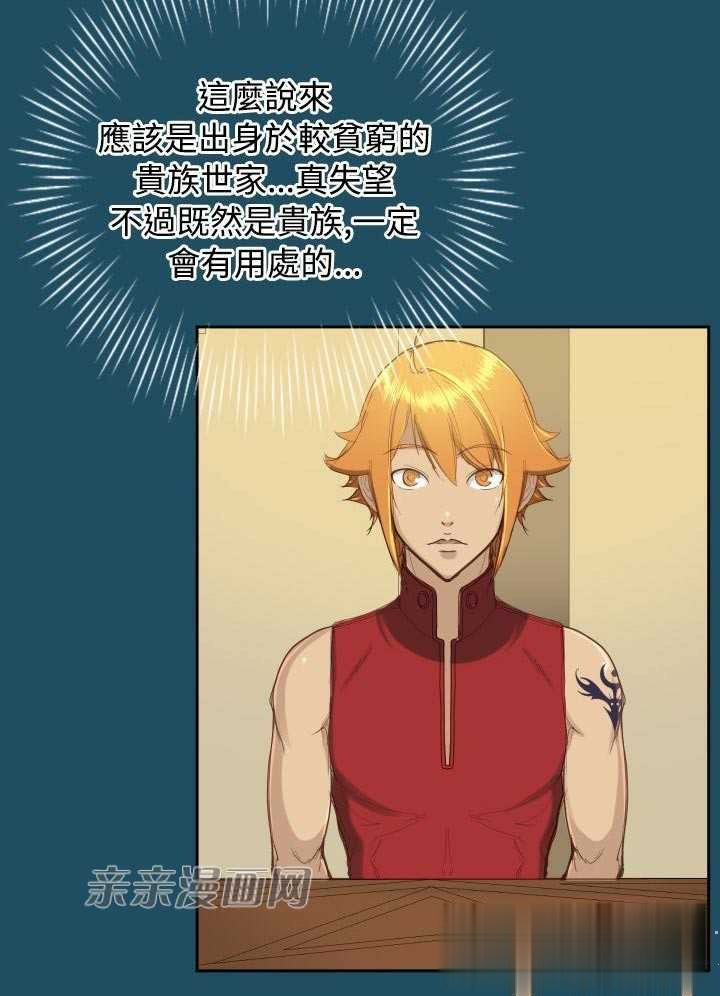 這麼說來
應該是出身於較貧窮的
貴族世家...真失望
不過既然是貴族,一定
會有用處的...
亲亲漫画网